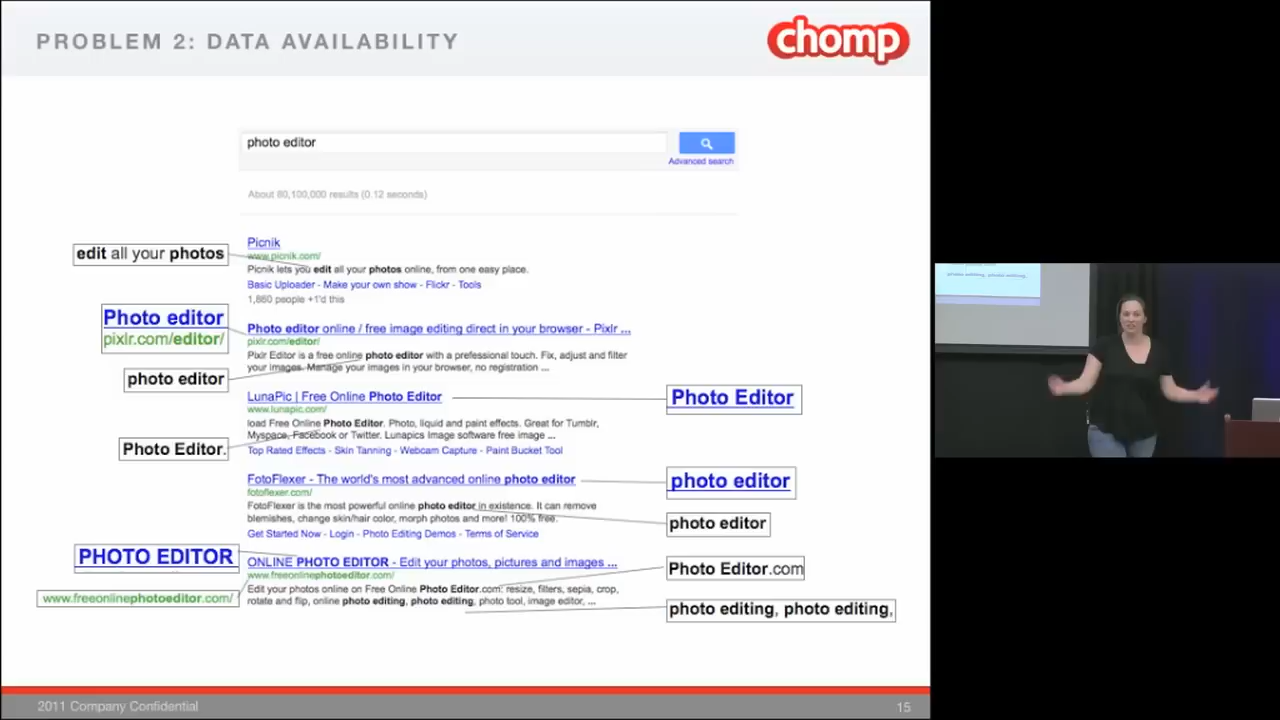 PROBLEM 2: DATA AVAILABILITY
chomp
photo editor
Advanced search
About 80,100,000 results (0.12 seconds)
Picnik
www.picnik.com/
Picnik lets you edit all your photos online, from one easy place.
Basic Uploader - Make your own show - Flickr - Tools
1,860 people +1'd this
edit all your photos
Photo editor online / free image editing direct in your browser - Pixlr ...
pixlr.com/editor/
Pixlr Editor is a free online photo editor with a prefessional touch. Fix, adjust and filter
your images. Manage your images in your browser, no registration ...
Photo editor
pixlr.com/editor/
photo editor
LunaPic | Free Online Photo Editor
www.lunapic.com/
load Free Online Photo Editor. Photo, liquid and paint effects. Great for Tumblr,
Myspace, Facebook or Twitter. Lunapics Image software free image ...
Top Rated Effects - Skin Tanning - Webcam Capture - Paint Bucket Tool
Photo Editor.
Photo Editor
FotoFlexer - The world's most advanced online photo editor
fotoflexer.com/
FotoFlexer is the most powerful online photo editor in existence. It can remove
blemishes, change skin/hair color, morph photos and more! 100% free.
Get Started Now - Login - Photo Editing Demos - Terms of Service
photo editor
photo editor
ONLINE PHOTO EDITOR - Edit your photos, pictures and images ...
www.freeonlinephotoeditor.com/
Edit your photos online on Free Online Photo Editor.com: resize, filters, sepia, crop,
rotate and flip, online photo editing, photo editing, photo tool, image editor, ...
PHOTO EDITOR
www.freeonlinephotoeditor.com/
Photo Editor.com
photo editing, photo editing,
2011 Company Confidential
15